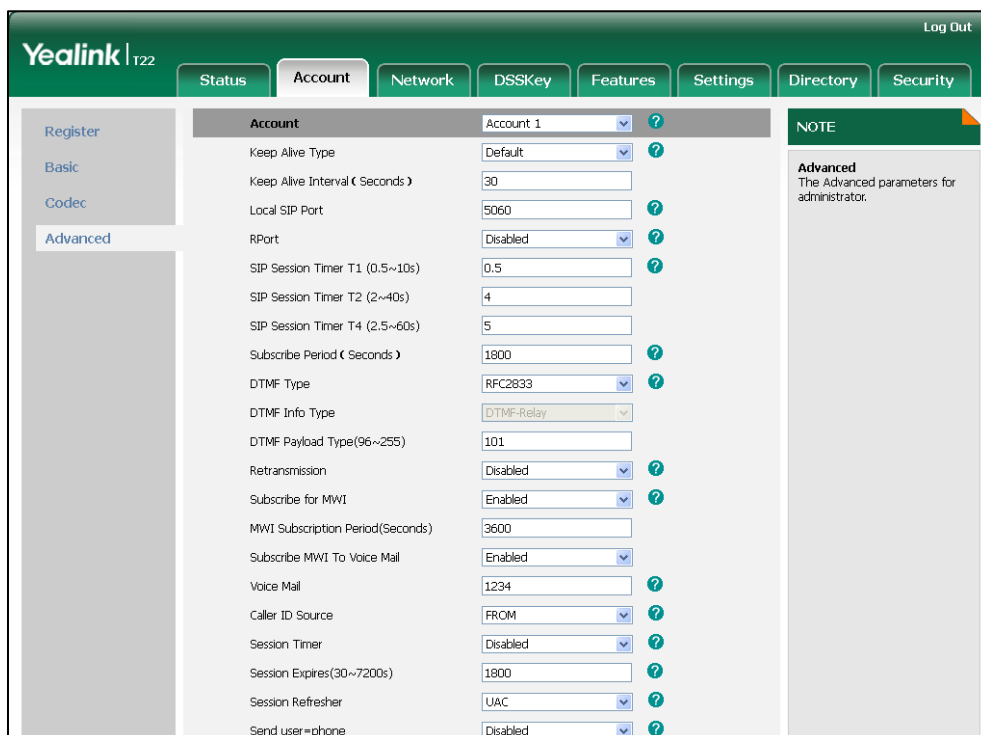 Log Out
Yealink | T22
Status Account Network DSSKey Features Settings Directory Security
Register
Basic
Codec
Advanced
Account Account 1 ?
Keep Alive Type Default ?
Keep Alive Interval ( Seconds ) 30
Local SIP Port 5060 ?
RPort Disabled ?
SIP Session Timer T1 (0.5~10s) 0.5 ?
SIP Session Timer T2 (2~40s) 4
SIP Session Timer T4 (2.5~60s) 5
Subscribe Period ( Seconds ) 1800 ?
DTMF Type RFC2833 ?
DTMF Info Type DTMF-Relay
DTMF Payload Type(96~255) 101
Retransmission Disabled ?
Subscribe for MWI Enabled ?
MWI Subscription Period(Seconds) 3600
Subscribe MWI To Voice Mail Enabled
Voice Mail 1234 ?
Caller ID Source FROM ?
Session Timer Disabled ?
Session Expires(30~7200s) 1800 ?
Session Refresher UAC ?
Send user=phone Disabled ?
NOTE
Advanced
The Advanced parameters for
administrator.